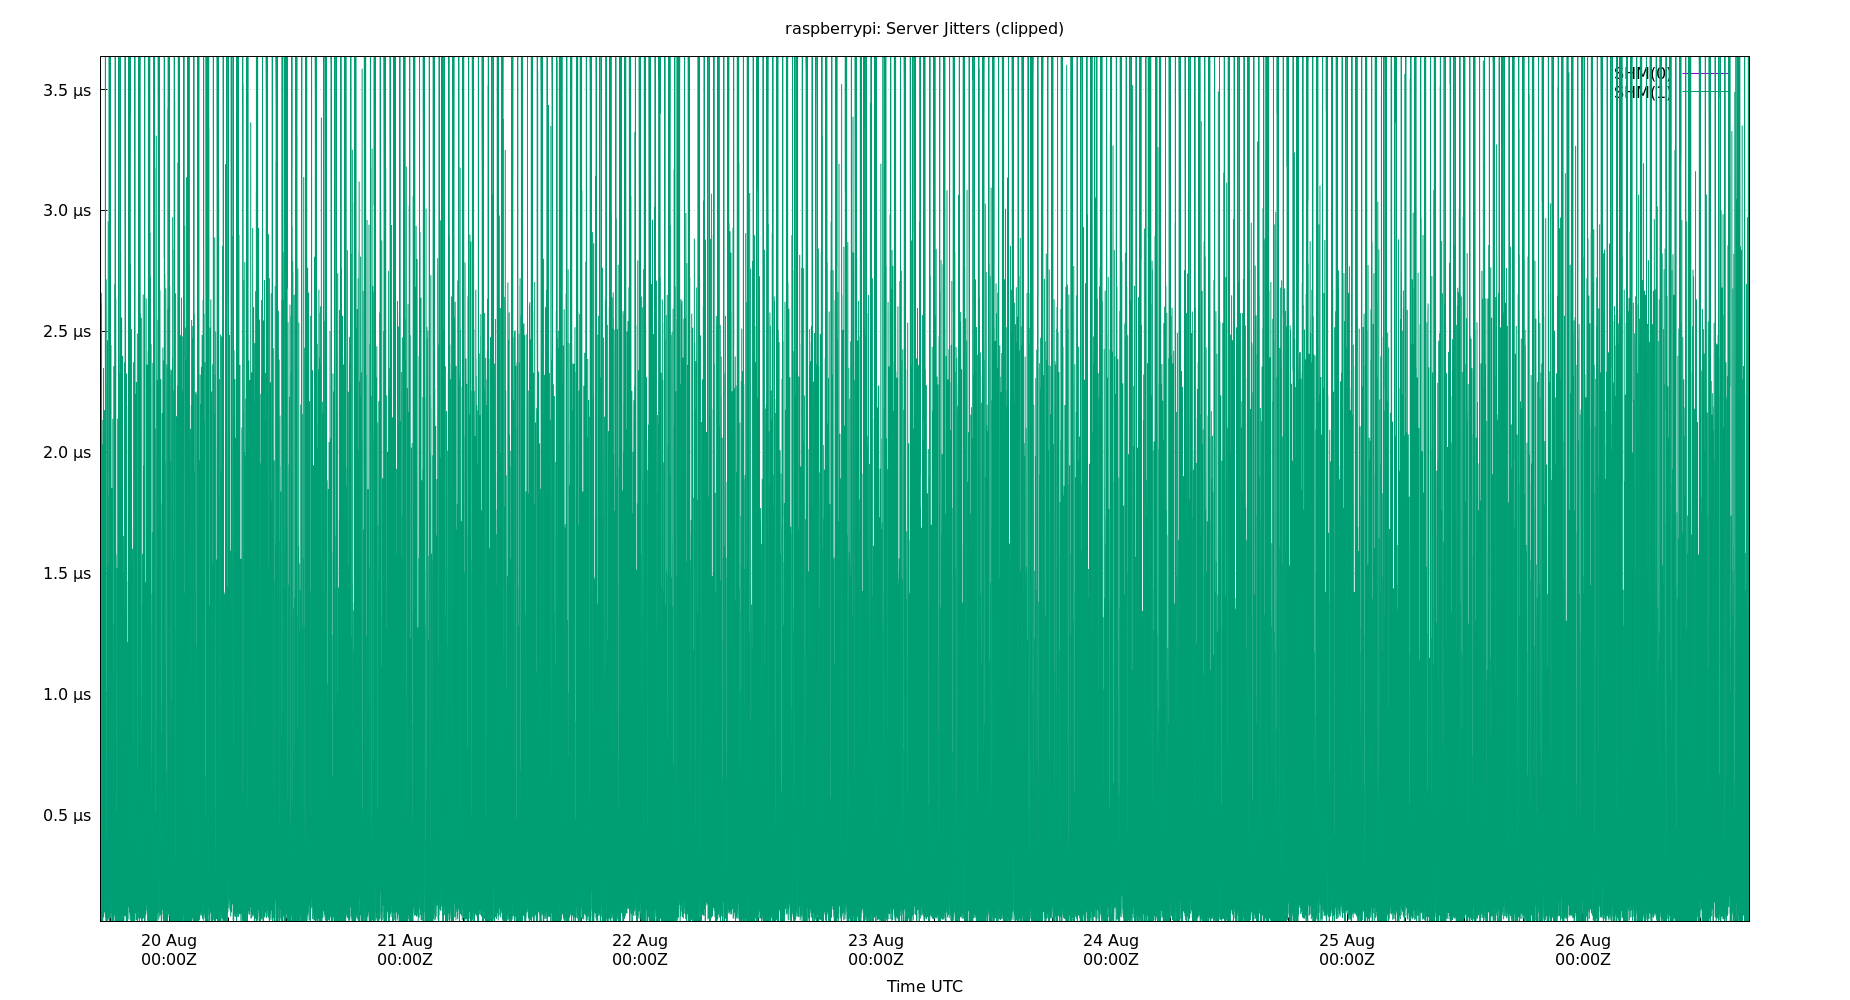 raspberrypi: Server Jitters (clipped)
SHM(0)
SHM(1)
3.5 µs
3.0 µs
2.5 µs
2.0 µs
1.5 µs
1.0 µs
0.5 µs
20 Aug 21 Aug 22 Aug 23 Aug 24 Aug 25 Aug 26 Aug
00:00Z 00:00Z 00:00Z 00:00Z 00:00Z 00:00Z 00:00Z
Time UTC